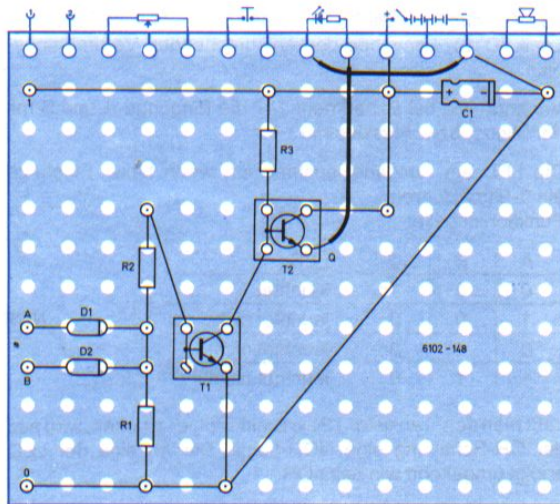 + -
1
+ -
C1
R3
T2
Q
R2
A
D1
D2
B
T1
6102-148
R1
0